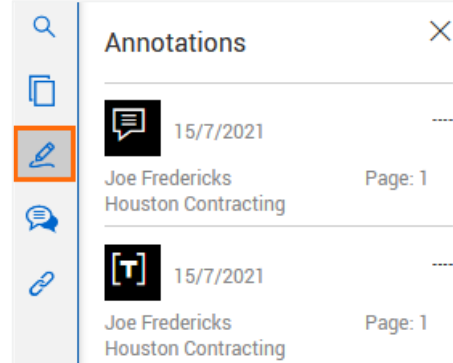 Annotations
15/7/2021
----
Joe Fredericks Page: 1
Houston Contracting
[T] 15/7/2021
----
Joe Fredericks Page: 1
Houston Contracting